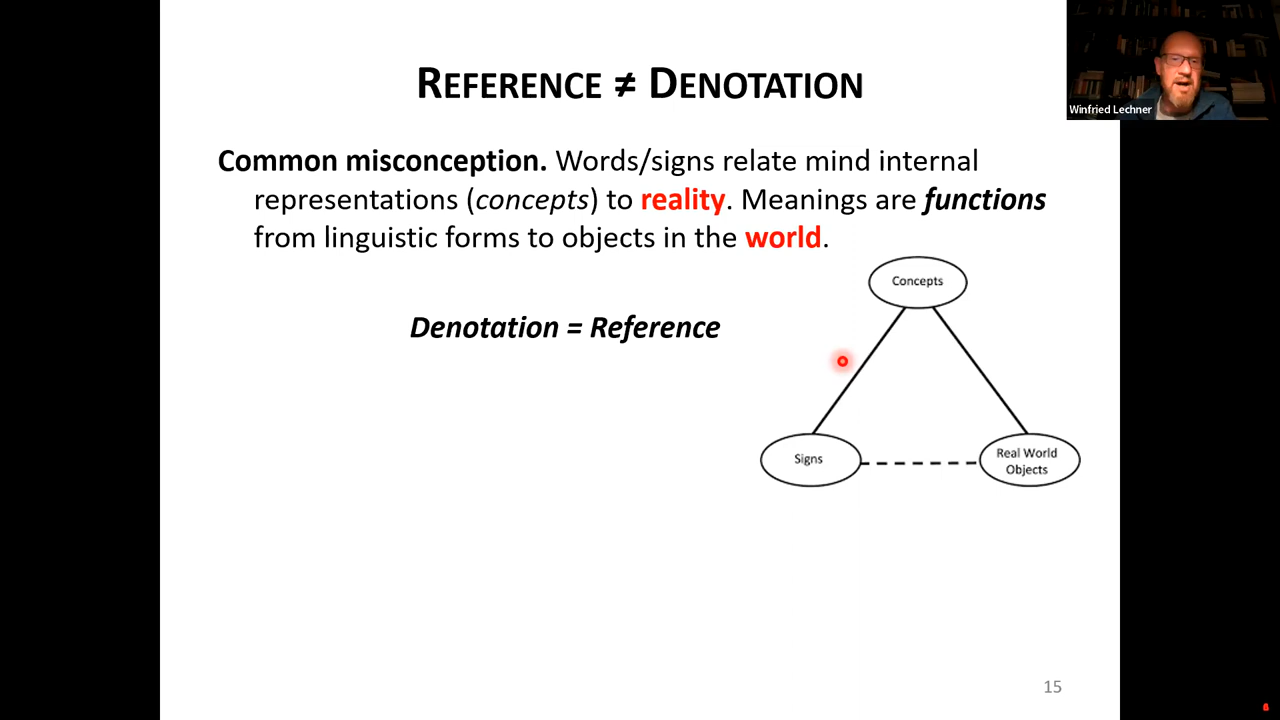 REFERENCE ≠ DENOTATION
Winfried Lechner
Common misconception. Words/signs relate mind internal
representations (concepts) to reality. Meanings are functions
from linguistic forms to objects in the world.
Concepts
Denotation = Reference
Signs
Real World
Objects
15